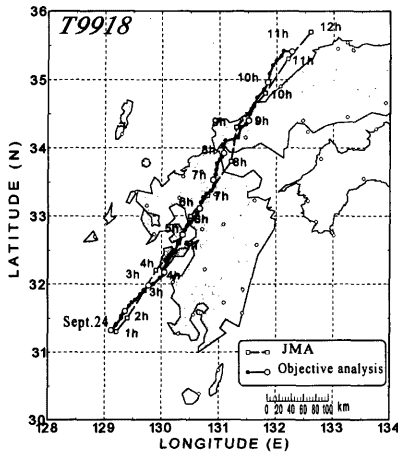 T9918
36
35
34
33
32
31
30
LATITUDE (N)
12h
11h
11h
10h
10h
9h
9h
8h
8h
7h
7h
6h
6h
5h
5h
4h
4h
3h
3h
2h
Sept.24
1h
JMA
Objective analysis
0 20 40 60 80 100
km
128 129 130 131 132 133 134
LONGITUDE (E)